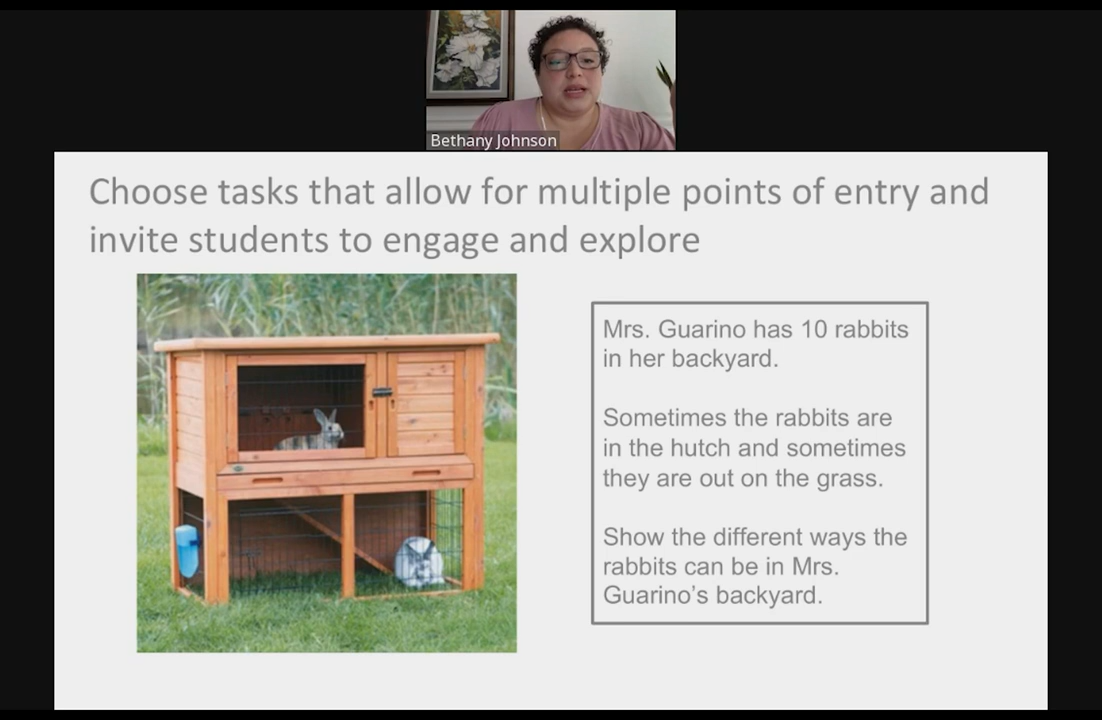 Bethany Johnson
Choose tasks that allow for multiple points of entry and
invite students to engage and explore
Mrs. Guarino has 10 rabbits
in her backyard.
Sometimes the rabbits are
in the hutch and sometimes
they are out on the grass.
Show the different ways the
rabbits can be in Mrs.
Guarino’s backyard.